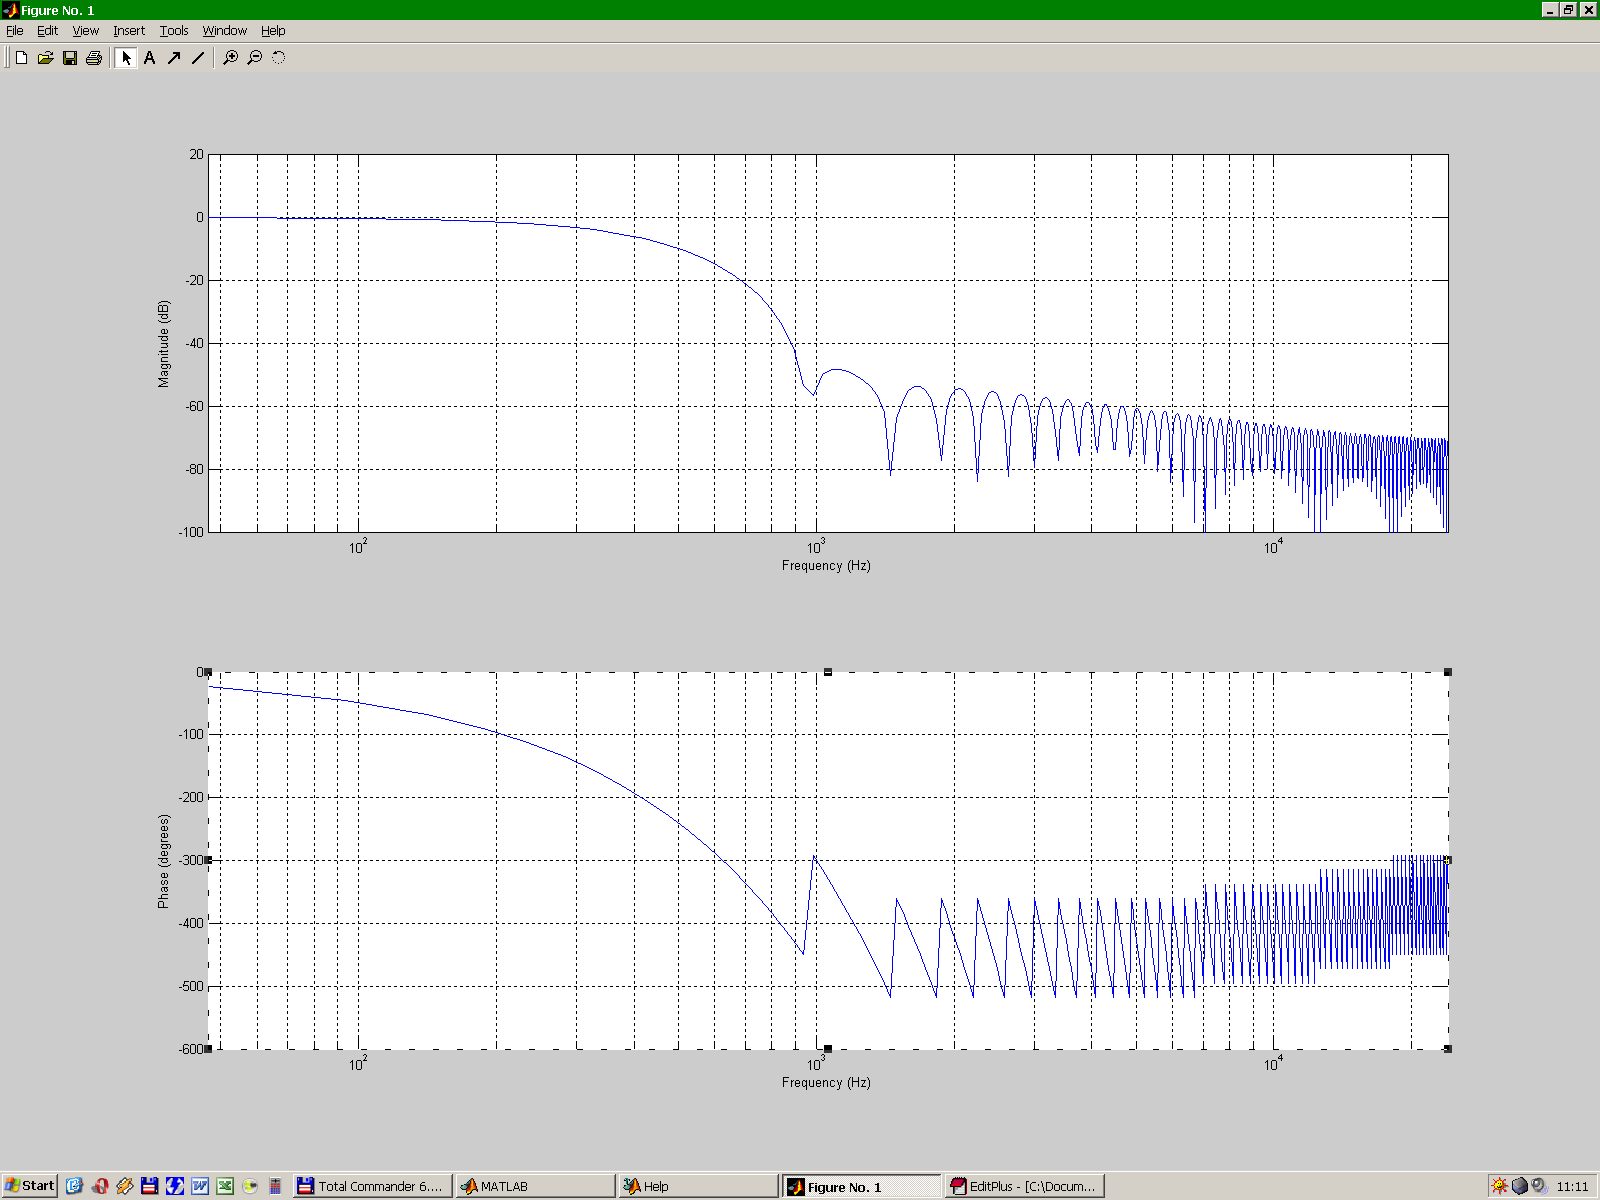 Figure No. 1
File Edit View Insert Tools Window Help
A
20
0
-20
-40
-60
-80
-100
Magnitude (dB)
10^2 10^3 10^4
Frequency (Hz)
0
-100
-200
-300
-400
-500
-600
Phase (degrees)
10^2 10^3 10^4
Frequency (Hz)
Start Total Commander 6.... MATLAB Help Figure No. 1 EditPlus - [C:\Docum... 11:11